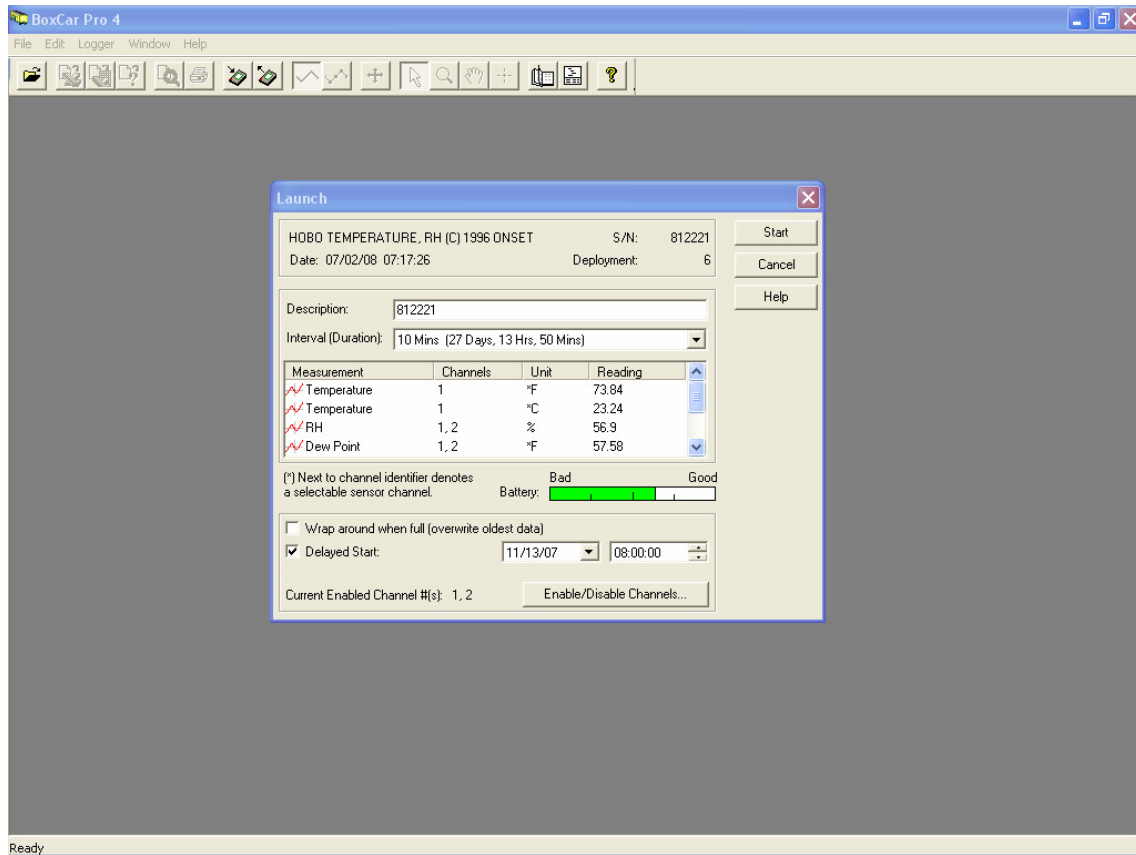 BoxCar Pro 4
File Edit Logger Window Help
Launch
HOBO TEMPERATURE, RH (C) 1996 ONSET S/N: 812221
Date: 07/02/08 07:17:26 Deployment: 6
Start
Cancel
Help
Description: 812221
Interval (Duration): 10 Mins (27 Days, 13 Hrs, 50 Mins)
Measurement Channels Unit Reading
Temperature 1 *F 73.84
Temperature 1 *C 23.24
RH 1, 2 % 56.9
Dew Point 1, 2 *F 57.58
(*) Next to channel identifier denotes
a selectable sensor channel.
Bad Good
Battery:
Wrap around when full (overwrite oldest data)
Delayed Start: 11/13/07 08:00:00
Current Enabled Channel #(s): 1, 2 Enable/Disable Channels...
Ready